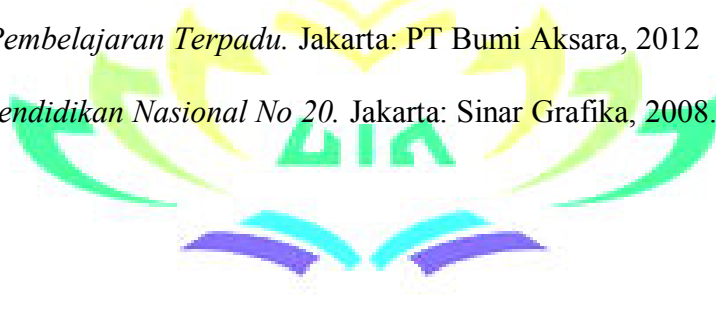 Pembelajaran Terpadu. Jakarta: PT Bumi Aksara, 2012
endidikan Nasional No 20. Jakarta: Sinar Grafika, 2008.